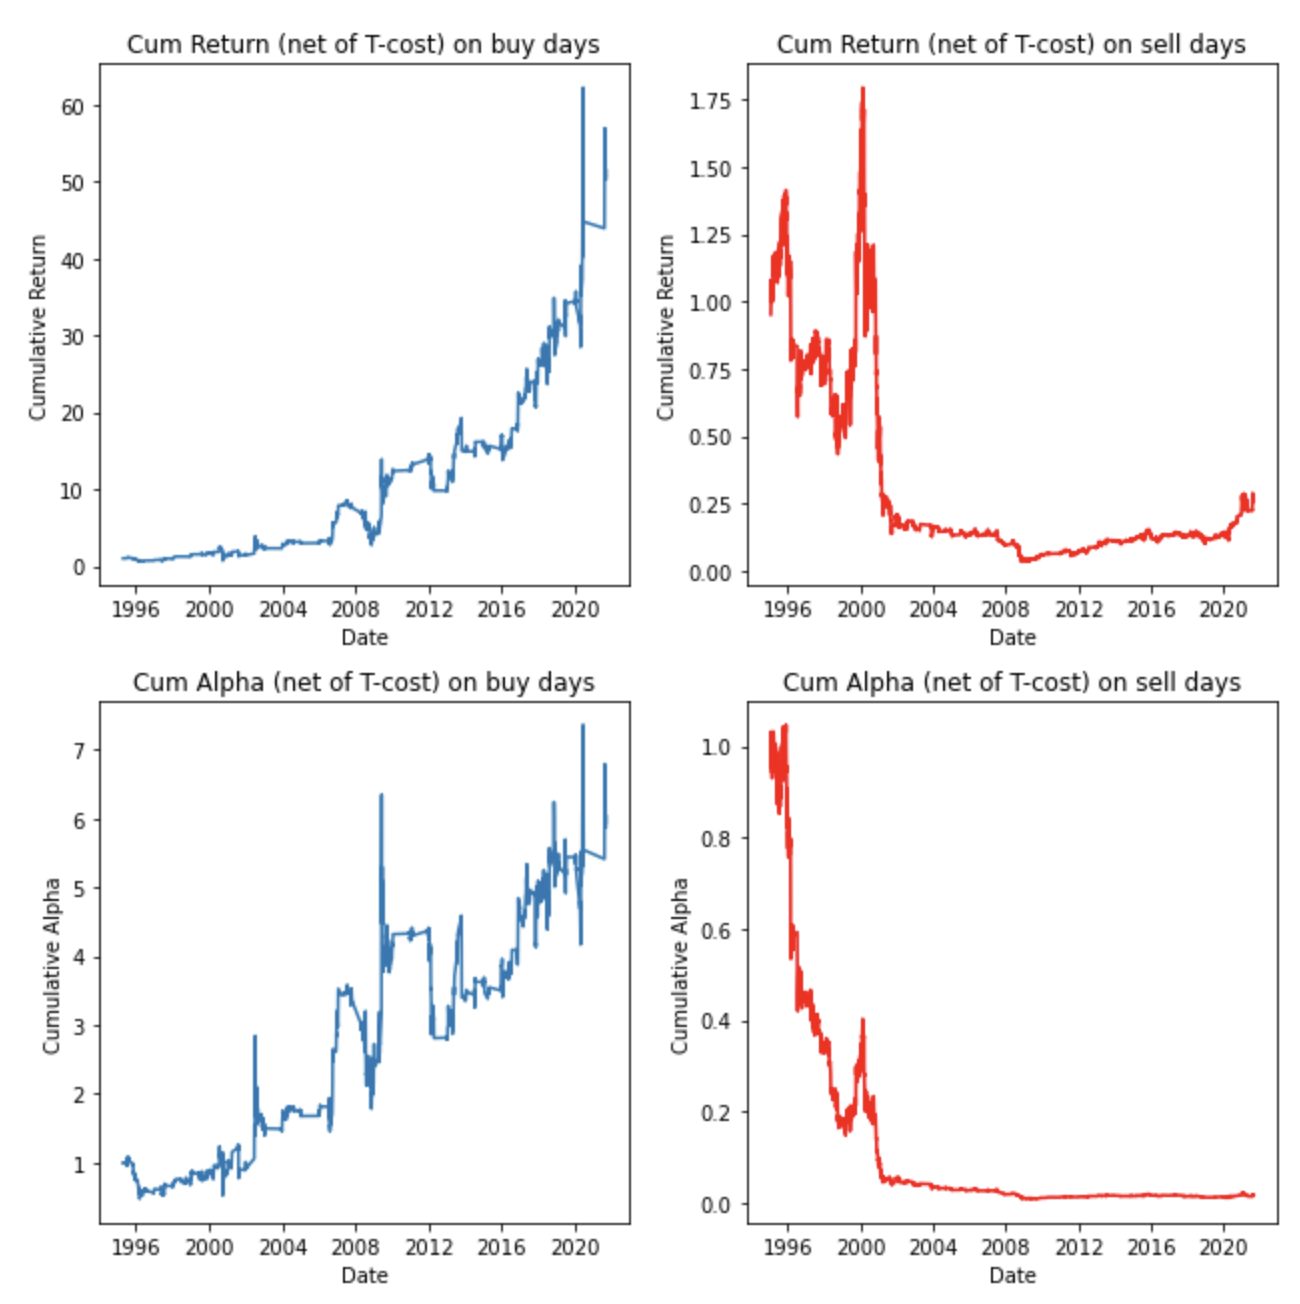 Cum Return (net of T-cost) on buy days
Cumulative Return
60
50
40
30
20
10
0
1996 2000 2004 2008 2012 2016 2020
Date
Cum Return (net of T-cost) on sell days
Cumulative Return
1.75
1.50
1.25
1.00
0.75
0.50
0.25
0.00
1996 2000 2004 2008 2012 2016 2020
Date
Cum Alpha (net of T-cost) on buy days
Cumulative Alpha
7
6
5
4
3
2
1
1996 2000 2004 2008 2012 2016 2020
Date
Cum Alpha (net of T-cost) on sell days
Cumulative Alpha
1.0
0.8
0.6
0.4
0.2
0.0
1996 2000 2004 2008 2012 2016 2020
Date